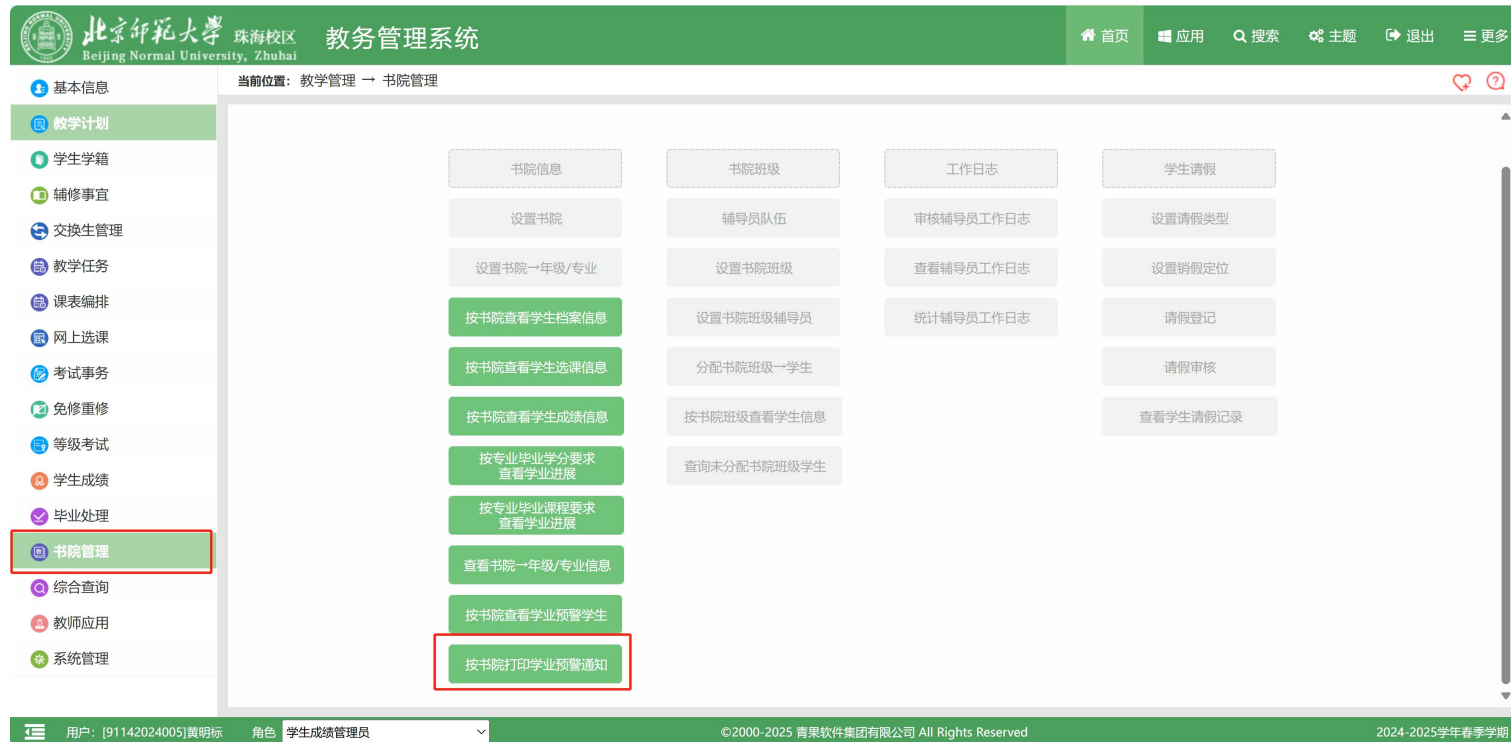 北京师范大学 珠海校区 教务管理系统
Beijing Normal University, Zhuhai
首页 应用 搜索 主题 退出 更多
当前位置: 教学管理 → 书院管理
基本信息
教学计划
学生学籍
辅修事宜
交换生管理
教学任务
课表编排
网上选课
考试事务
免修重修
等级考试
学生成绩
毕业处理
书院管理
综合查询
教师应用
系统管理
书院信息
设置书院
设置书院→年级/专业
按书院查看学生档案信息
按书院查看学生选课信息
按书院查看学生成绩信息
按专业毕业学分要求
查看学业进展
按专业毕业课程要求
查看学业进展
查看书院→年级/专业信息
按书院查看学业预警学生
按书院打印学业预警通知
书院班级
辅导员队伍
设置书院班级
设置书院班级辅导员
分配书院班级→学生
按书院班级查看学生信息
查询未分配书院班级学生
工作日志
审核辅导员工作日志
查看辅导员工作日志
统计辅导员工作日志
学生请假
设置请假类型
设置销假定位
请假登记
请假审核
查看学生请假记录
用户: [91142024005]黄明标 角色 学生成绩管理员 ©2000-2025 青果软件集团有限公司 All Rights Reserved 2024-2025学年春季学期